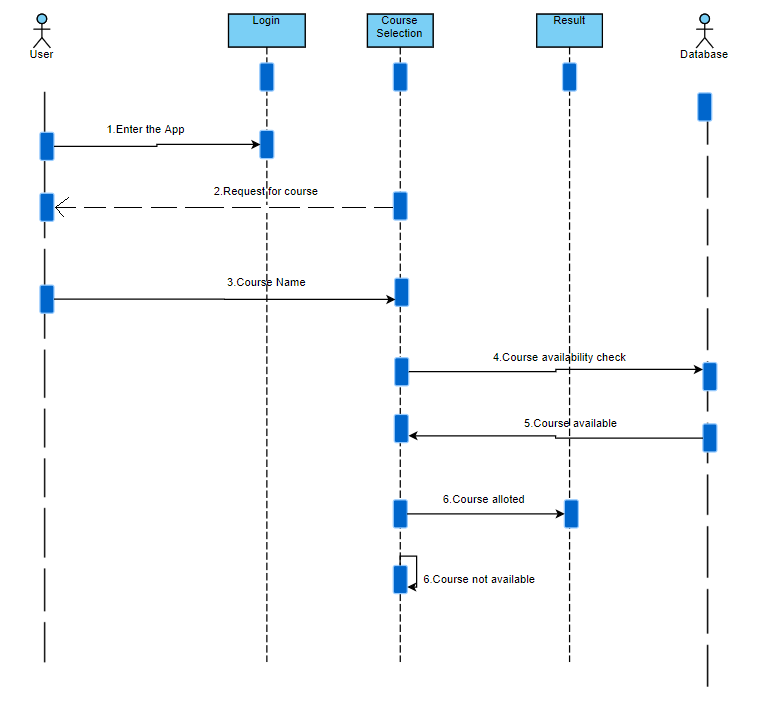 Login
Course
Selection
Result
User
Database
1.Enter the App
2.Request for course
3.Course Name
4.Course availability check
5.Course available
6.Course alloted
6.Course not available